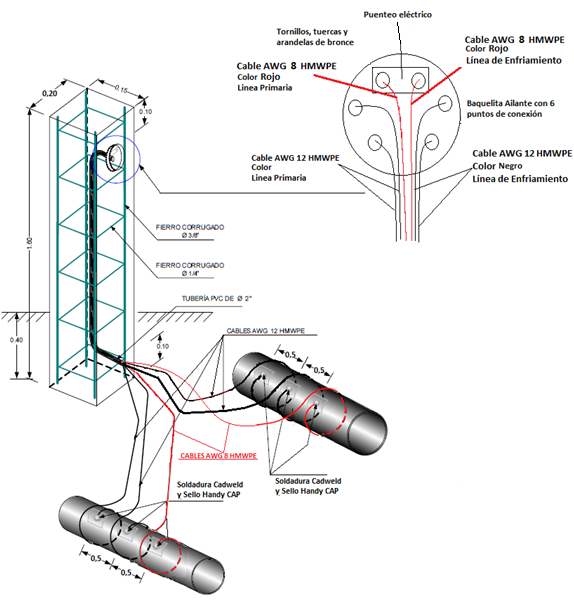 Puenteo eléctrico
Tornillos, tuercas y
arandelas de bronce
Cable AWG 8 HMWPE
Color Rojo
Línea de Enfriamiento
Cable AWG 8 HMWPE
Color Rojo
Linea Primaria
Baquelita Ailante con 6
puntos de conexión
Cable AWG 12 HMWPE
Color
Linea Primaria
Cable AWG 12 HMWPE
Color Negro
Línea de Enfriamiento
0,20
0.15
0.10
1.60
FIERRO CORRUGADO
Ø 3/8"
FIERRO CORRUGADO
Ø 1/4"
TUBERÍA PVC DE Ø 2"
0.40
0.10
CABLES AWG 12 HMWPE
0,5
0,5
CABLES AWG 8 HMWPE
Soldadura Cadweld
y Sello Handy CAP
Soldadura Cadweld
y Sello Handy CAP
0,5
0,5